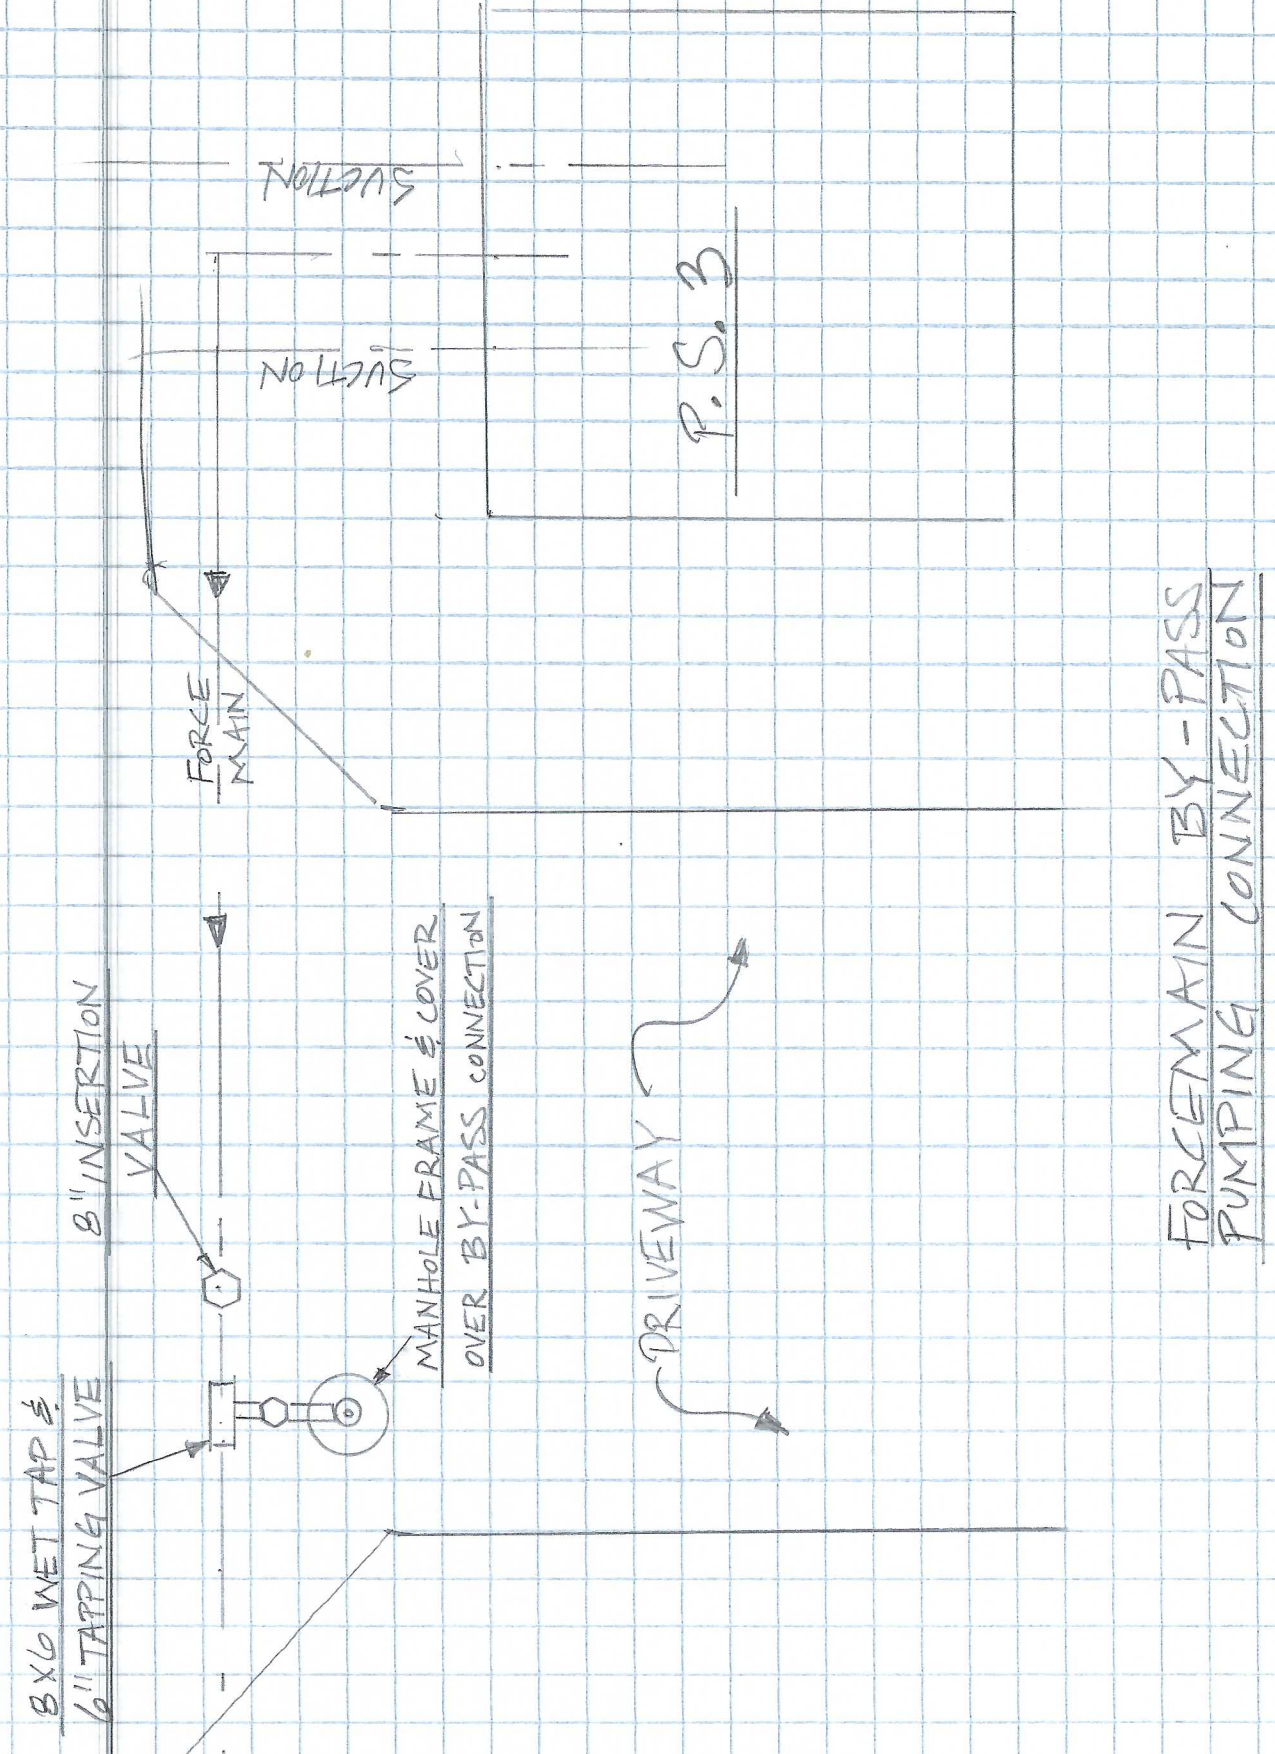 8X6 WET TAP &
6" TAPPING VALVE
8" INSERTION
VALVE
FORCE
MAIN
SUCTION
SUCTION
MANHOLE FRAME & COVER
OVER BY-PASS CONNECTION
DRIVEWAY
P.S. 3
FORCEMAIN BY-PASS
PUMPING CONNECTION